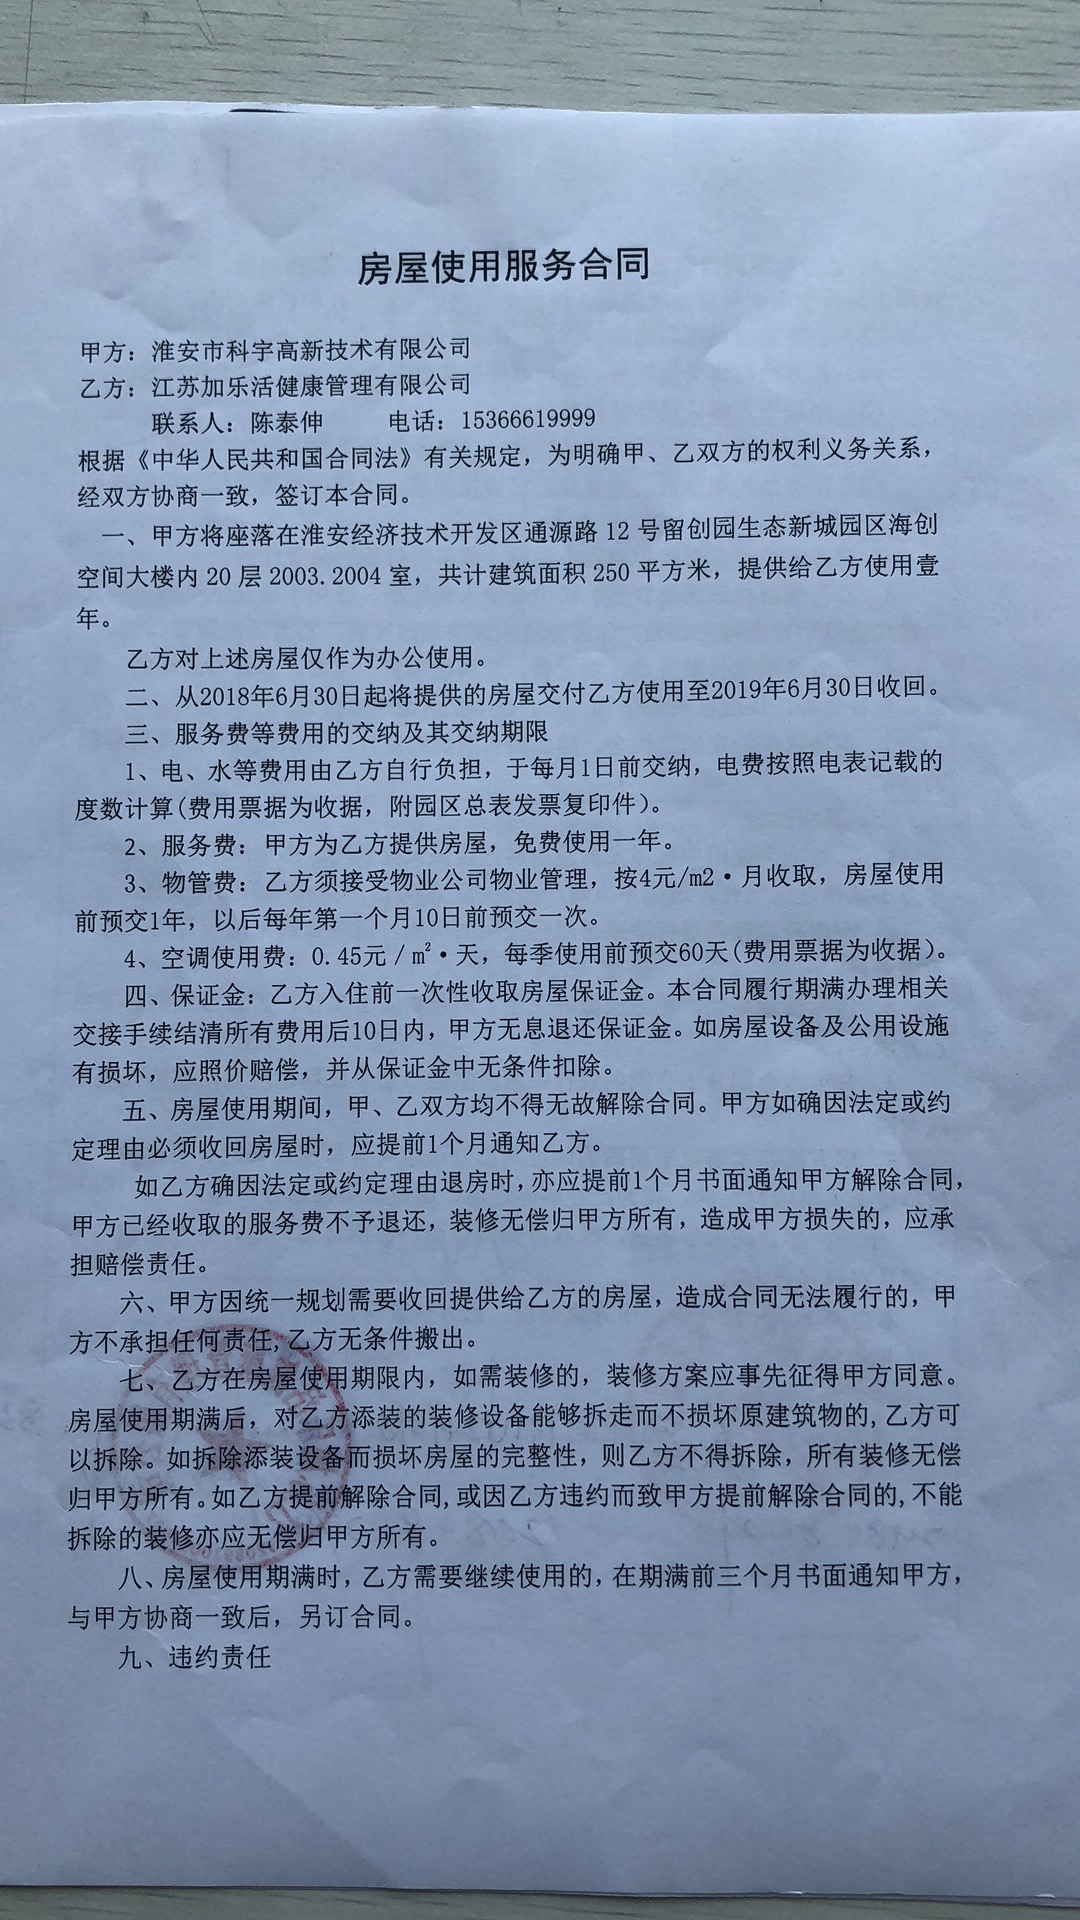 房屋使用服务合同
甲方：淮安市科宇高新技术有限公司
乙方：江苏加乐活健康管理有限公司
联系人：陈泰伸 电话：15366619999
根据《中华人民共和国合同法》有关规定，为明确甲、乙双方的权利义务关系，
经双方协商一致，签订本合同。
一、甲方将座落在淮安经济技术开发区通源路 12 号留创园生态新城园区海创
空间大楼内 20 层 2003.2004 室，共计建筑面积 250 平方米，提供给乙方使用壹
年。
乙方对上述房屋仅作为办公使用。
二、从2018年6月30日起将提供的房屋交付乙方使用至2019年6月30日收回。
三、服务费等费用的交纳及其交纳期限
1、电、水等费用由乙方自行负担，于每月1日前交纳，电费按照电表记载的
度数计算(费用票据为收据，附园区总表发票复印件)。
2、服务费：甲方为乙方提供房屋，免费使用一年。
3、物管费：乙方须接受物业公司物业管理，按4元/m2·月收取，房屋使用
前预交1年，以后每年第一个月10日前预交一次。
4、空调使用费：0.45元／㎡·天，每季使用前预交60天(费用票据为收据)。
四、保证金：乙方入住前一次性收取房屋保证金。本合同履行期满办理相关
交接手续结清所有费用后10日内，甲方无息退还保证金。如房屋设备及公用设施
有损坏，应照价赔偿，并从保证金中无条件扣除。
五、房屋使用期间，甲、乙双方均不得无故解除合同。甲方如确因法定或约
定理由必须收回房屋时，应提前1个月通知乙方。
如乙方确因法定或约定理由退房时，亦应提前1个月书面通知甲方解除合同，
甲方已经收取的服务费不予退还，装修无偿归甲方所有，造成甲方损失的，应承
担赔偿责任。
六、甲方因统一规划需要收回提供给乙方的房屋，造成合同无法履行的，甲
方不承担任何责任，乙方无条件搬出。
七、乙方在房屋使用期限内，如需装修的，装修方案应事先征得甲方同意。
房屋使用期满后，对乙方添装的装修设备能够拆走而不损坏原建筑物的，乙方可
以拆除。如拆除添装设备而损坏房屋的完整性，则乙方不得拆除，所有装修无偿
归甲方所有。如乙方提前解除合同，或因乙方违约而致甲方提前解除合同的，不能
拆除的装修亦应无偿归甲方所有。
八、房屋使用期满时，乙方需要继续使用的，在期满前三个月书面通知甲方，
与甲方协商一致后，另订合同。
九、违约责任